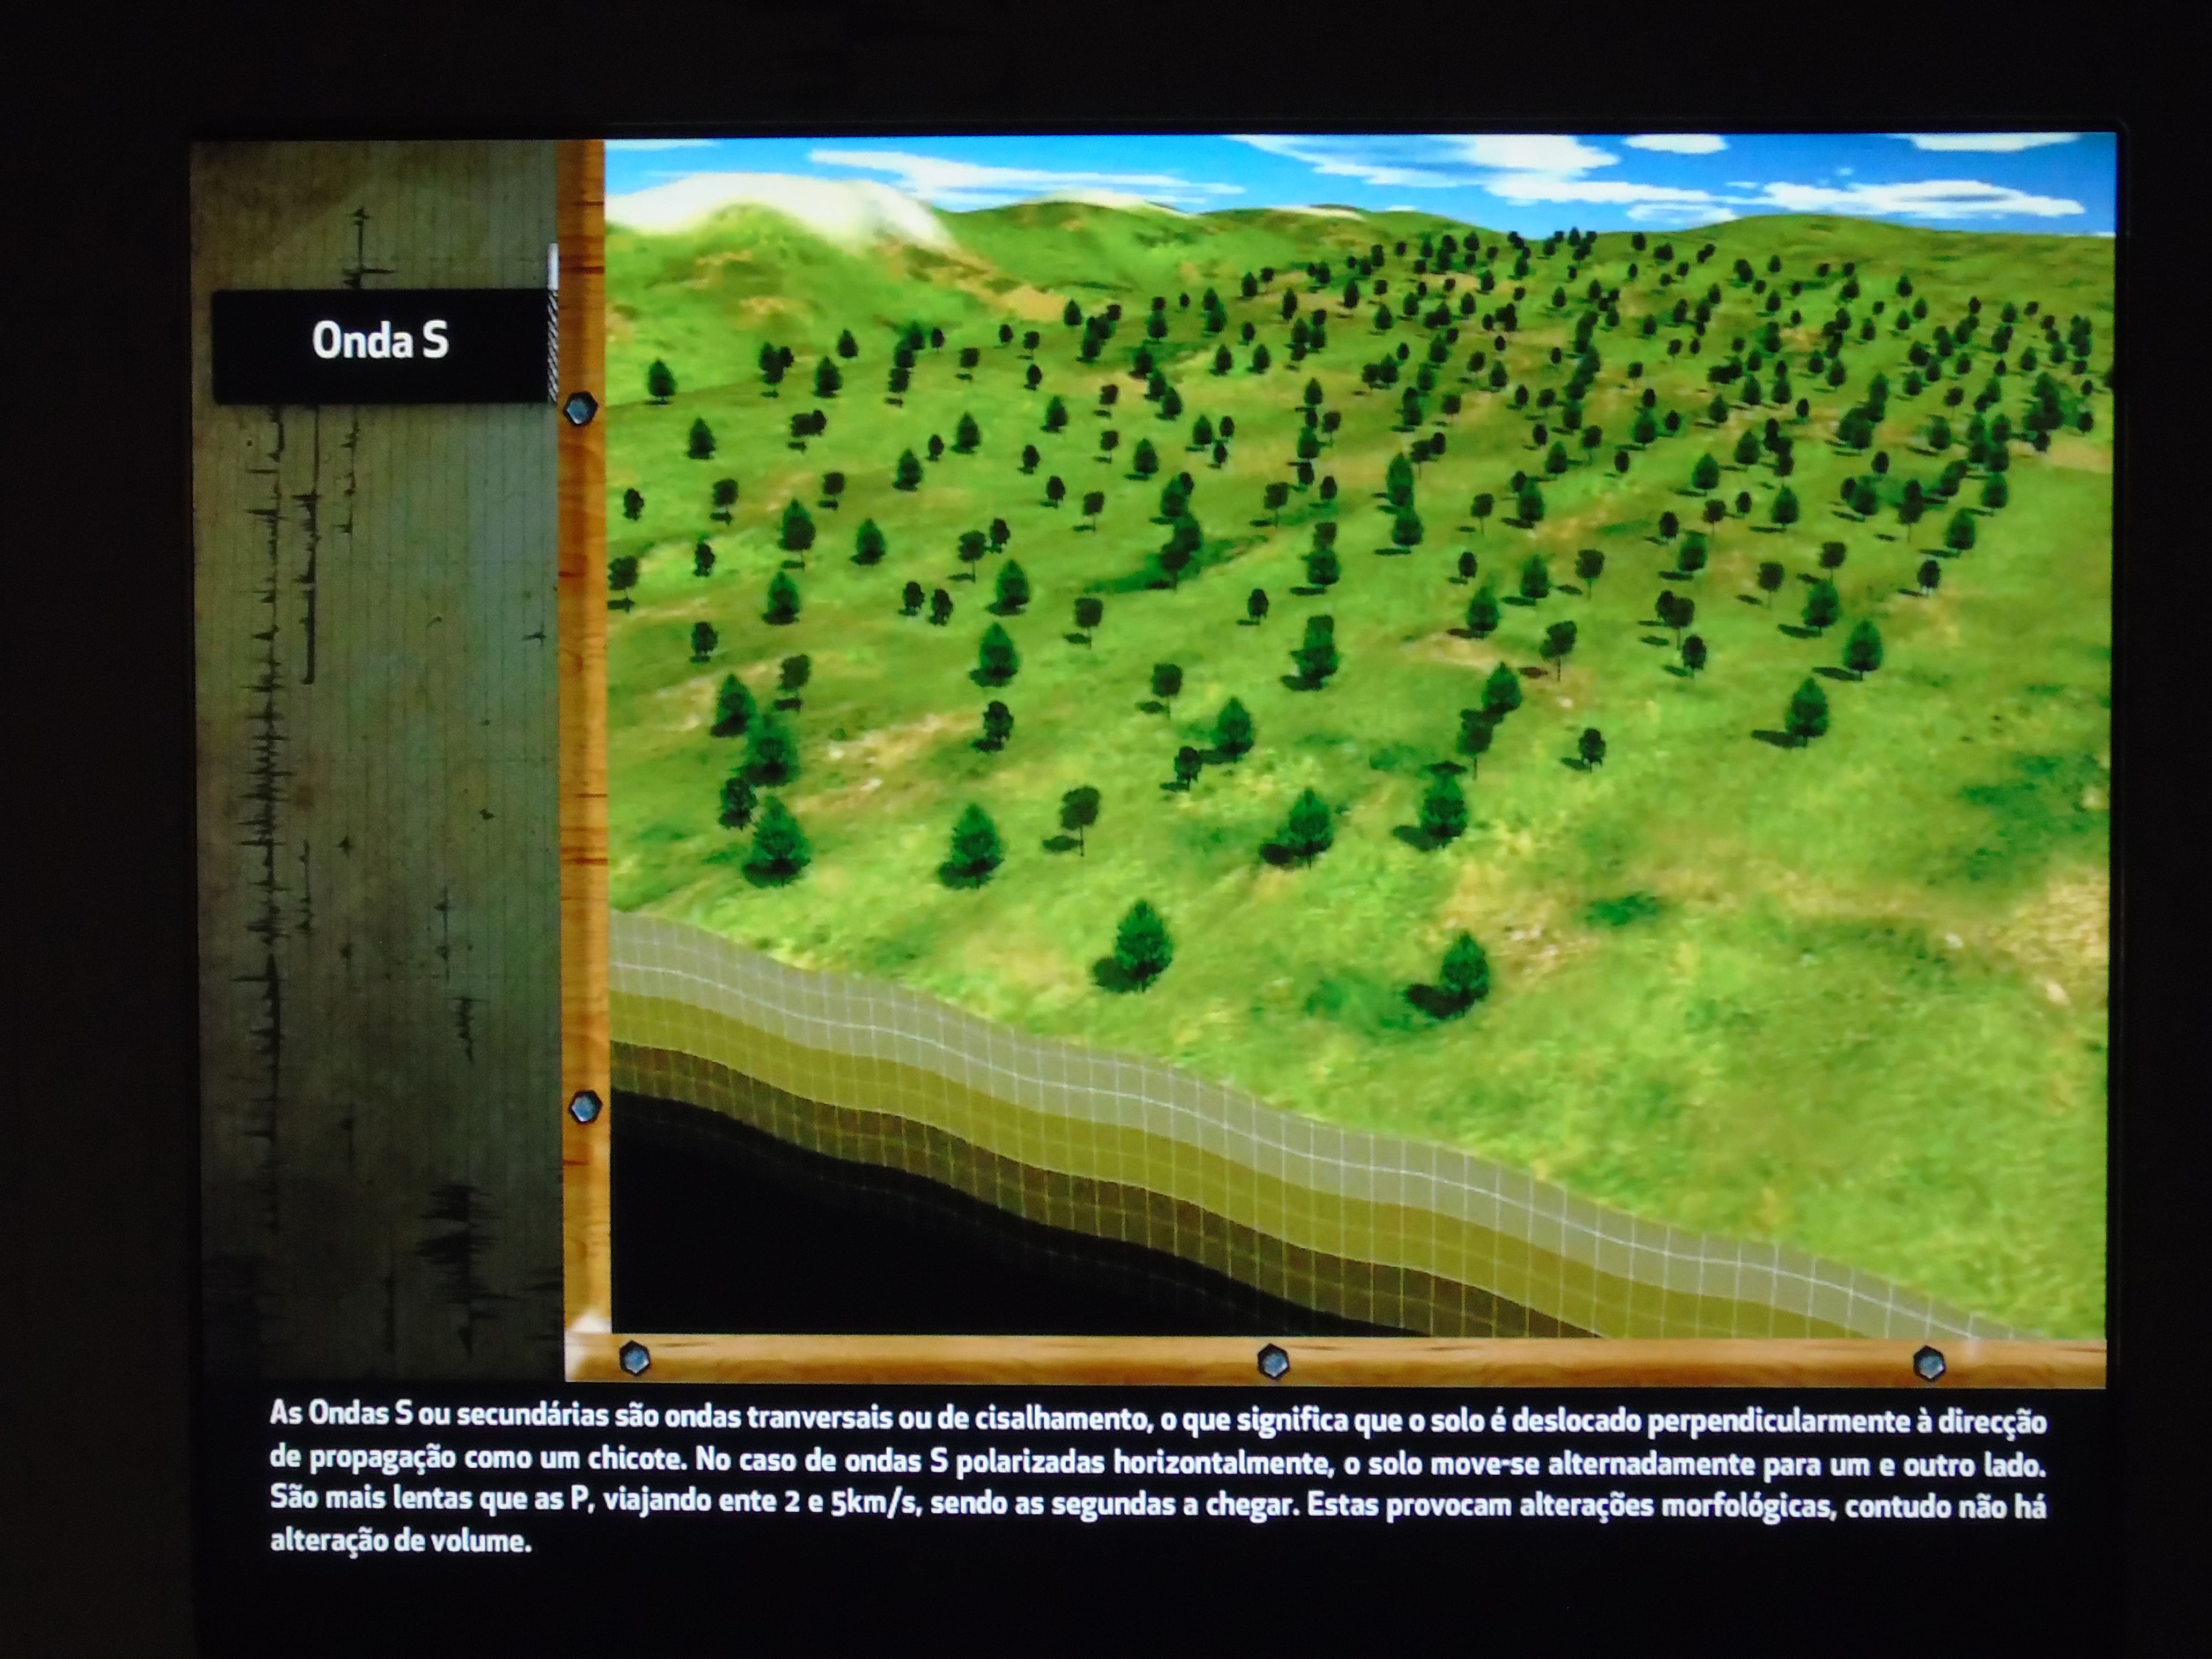 Onda S
As Ondas S ou secundárias são ondas tranversais ou de cisalhamento, o que significa que o solo é deslocado perpendicularmente à direcção
de propagação como um chicote. No caso de ondas S polarizadas horizontalmente, o solo move-se alternadamente para um e outro lado.
São mais lentas que as P, viajando ente 2 e 5km/s, sendo as segundas a chegar. Estas provocam alterações morfológicas, contudo não há
alteração de volume.